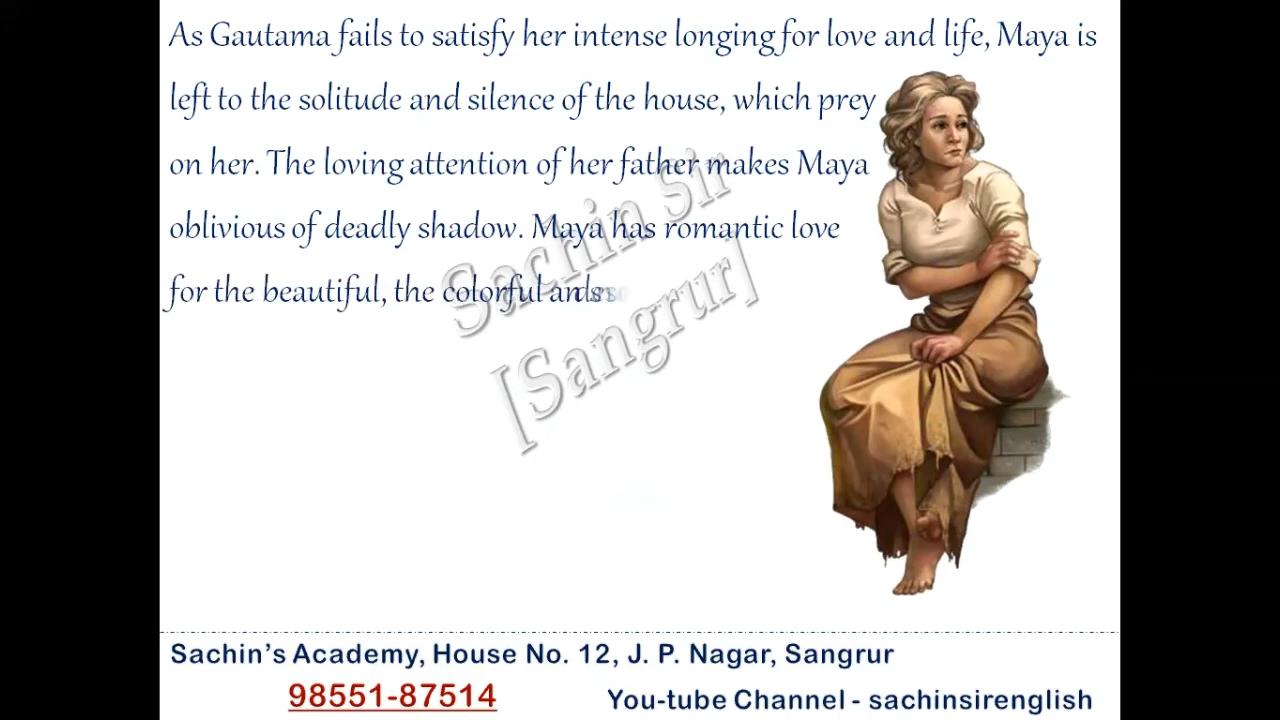 As Gautama fails to satisfy her intense longing for love and life, Maya is
left to the solitude and silence of the house, which prey
on her. The loving attention of her father makes Maya
oblivious of deadly shadow. Maya has romantic love
for the beautiful, the colorful and
Sachin Sir
[Sangrur]
Sachin's Academy, House No. 12, J. P. Nagar, Sangrur
98551-87514
You-tube Channel - sachinsirenglish